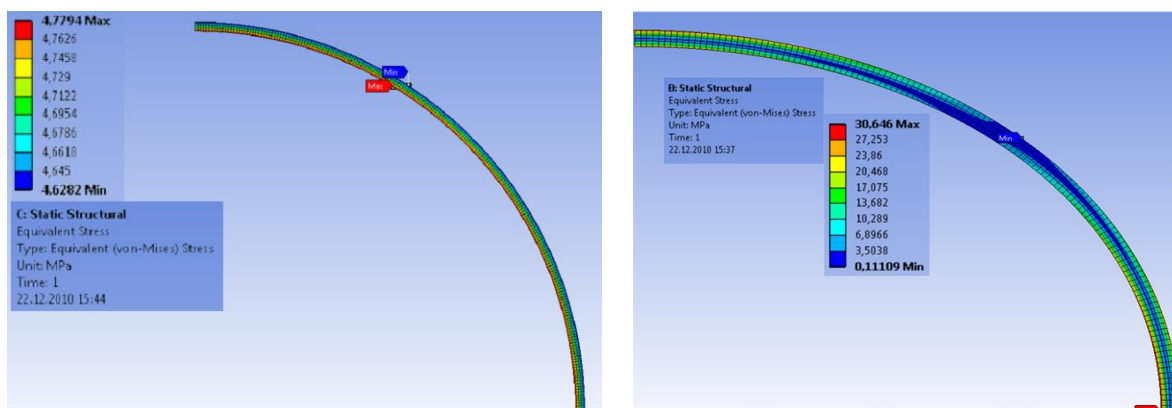 4,7794 Max
4,7626
4,7458
4,729
4,7122
4,6954
4,6786
4,6618
4,645
4,6282 Min
C: Static Structural
Equivalent Stress
Type: Equivalent (von-Mises) Stress
Unit: MPa
Time: 1
22.12.2010 15:44
Min
Max
B: Static Structural
Equivalent Stress
Type: Equivalent (von-Mises) Stress
Unit: MPa
Time: 1
22.12.2010 15:37
30,646 Max
27,253
23,86
20,468
17,075
13,682
10,289
6,8966
3,5038
0,11109 Min
Min